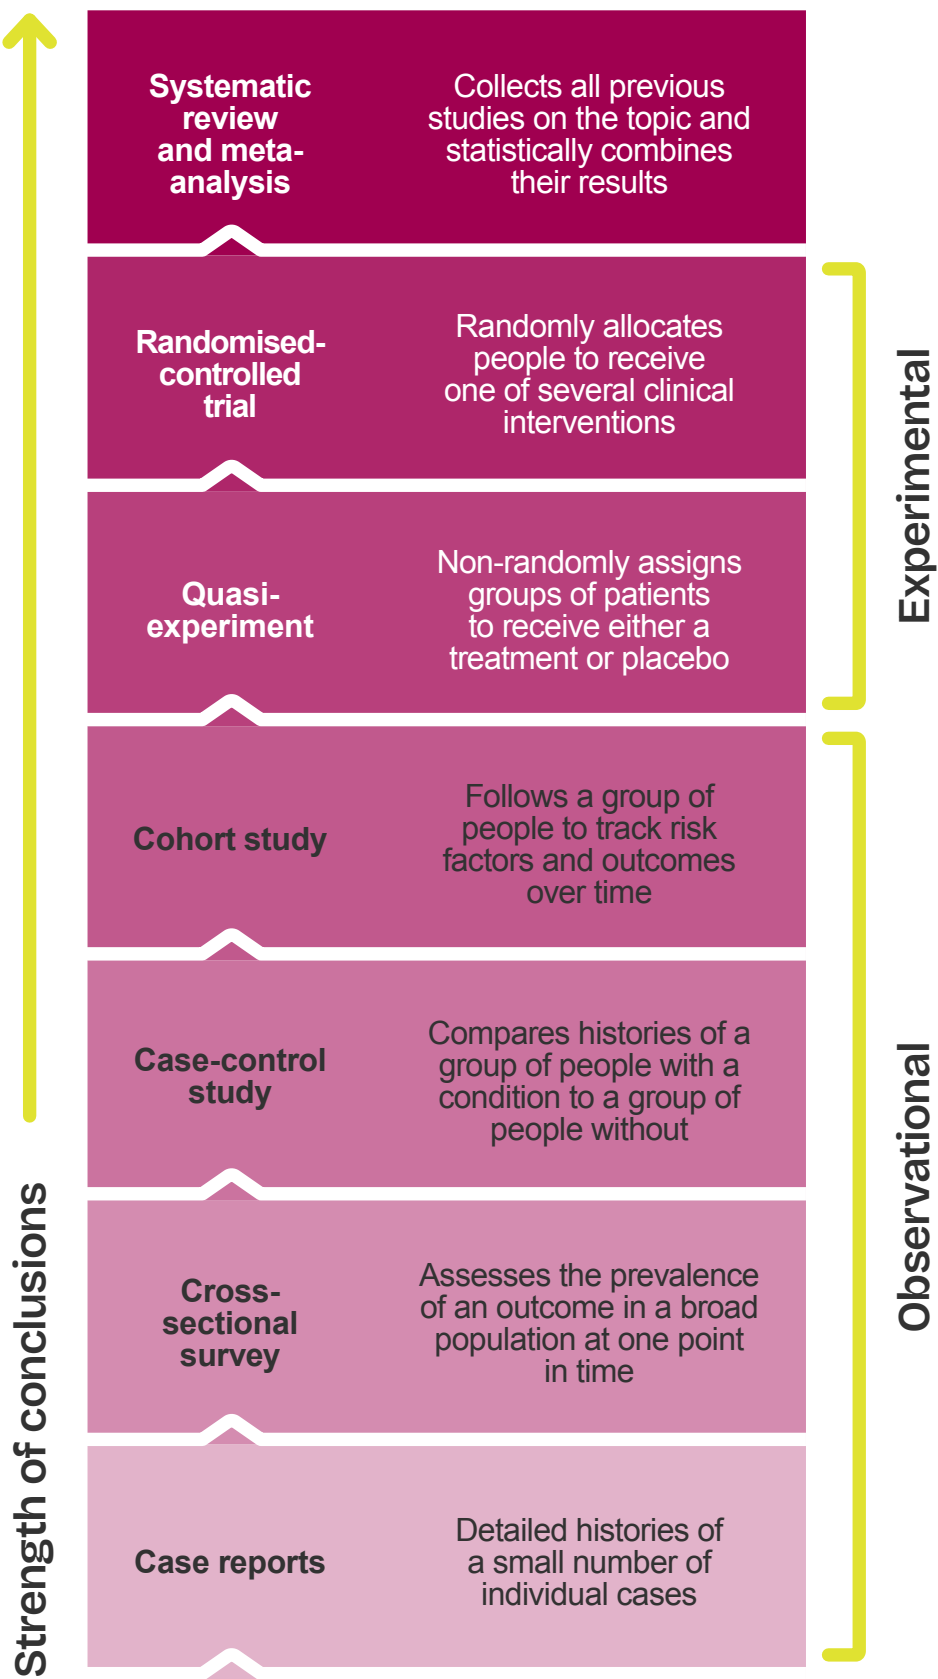 Systematic
review
and meta-
analysis
Collects all previous
studies on the topic and
statistically combines
their results
Randomised-
controlled
trial
Randomly allocates
people to receive
one of several clinical
interventions
Quasi-
experiment
Non-randomly assigns
groups of patients
to receive either a
treatment or placebo
Experimental
Cohort study
Follows a group of
people to track risk
factors and outcomes
over time
Case-control
study
Compares histories of a
group of people with a
condition to a group of
people without
Cross-
sectional
survey
Assesses the prevalence
of an outcome in a broad
population at one point
in time
Case reports
Detailed histories of
a small number of
individual cases
Observational
Strength of conclusions